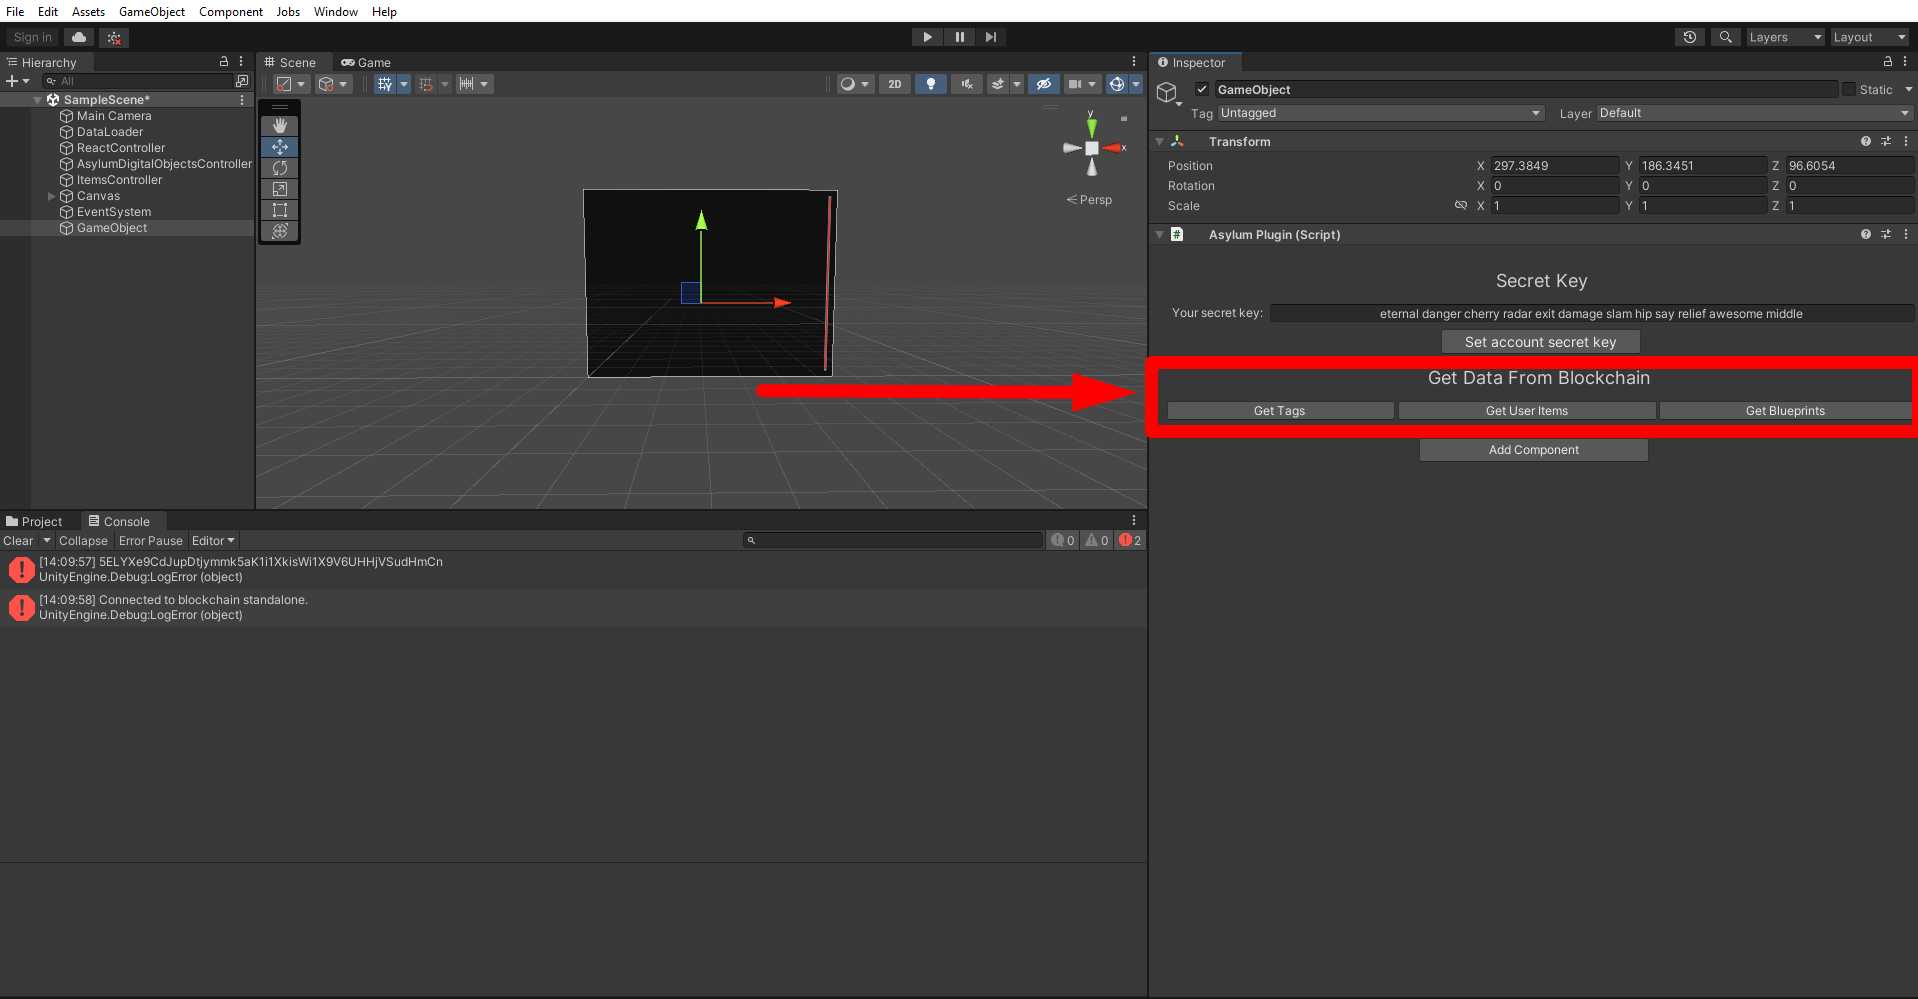 File Edit Assets GameObject Component Jobs Window Help
Sign in
Layers
Layout
Hierarchy
All
SampleScene*
Main Camera
DataLoader
ReactController
AsylumDigitalObjectsController
ItemsController
Canvas
EventSystem
GameObject
Scene
Game
2D
y
x
Persp
Inspector
GameObject
Static
Tag Untagged
Layer Default
Transform
Position X 297.3849 Y 186.3451 Z 96.6054
Rotation X 0 Y 0 Z 0
Scale X 1 Y 1 Z 1
#
Asylum Plugin (Script)
Secret Key
Your secret key: eternal danger cherry radar exit damage slam hip say relief awesome middle
Set account secret key
Get Data From Blockchain
Get Tags
Get User Items
Get Blueprints
Add Component
Project
Console
Clear
Collapse
Error Pause
Editor
0
0
2
[14:09:57] 5ELYXe9CdJupDtjymmk5aK1i1XkisWi1X9V6UHHjVSudHmCn
UnityEngine.Debug:LogError (object)
[14:09:58] Connected to blockchain standalone.
UnityEngine.Debug:LogError (object)